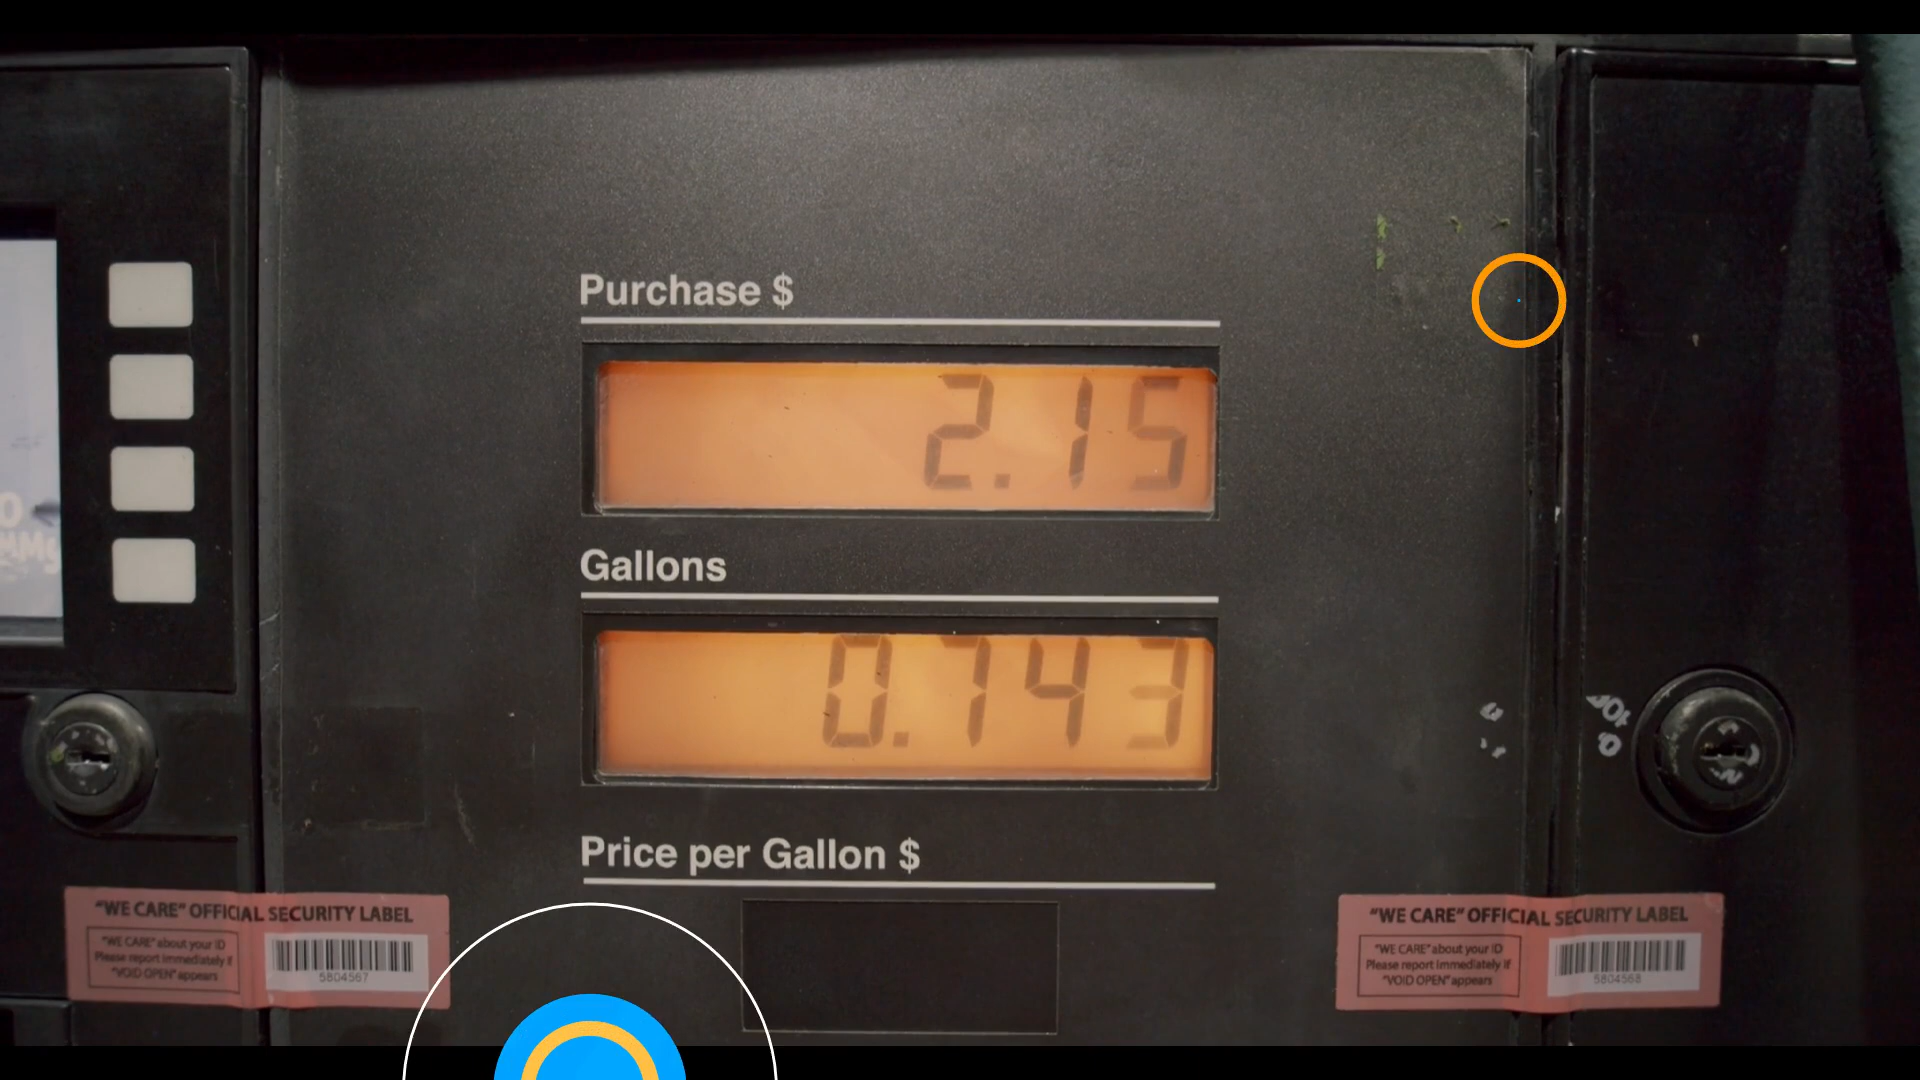 Purchase $
2.15
Gallons
0.743
Price per Gallon $
"WE CARE" OFFICIAL SECURITY LABEL
"WE CARE" about your ID
Please report immediately if
"VOID OPEN" appears
5804567
"WE CARE" OFFICIAL SECURITY LABEL
"WE CARE" about your ID
Please report immediately if
"VOID OPEN" appears
5804568